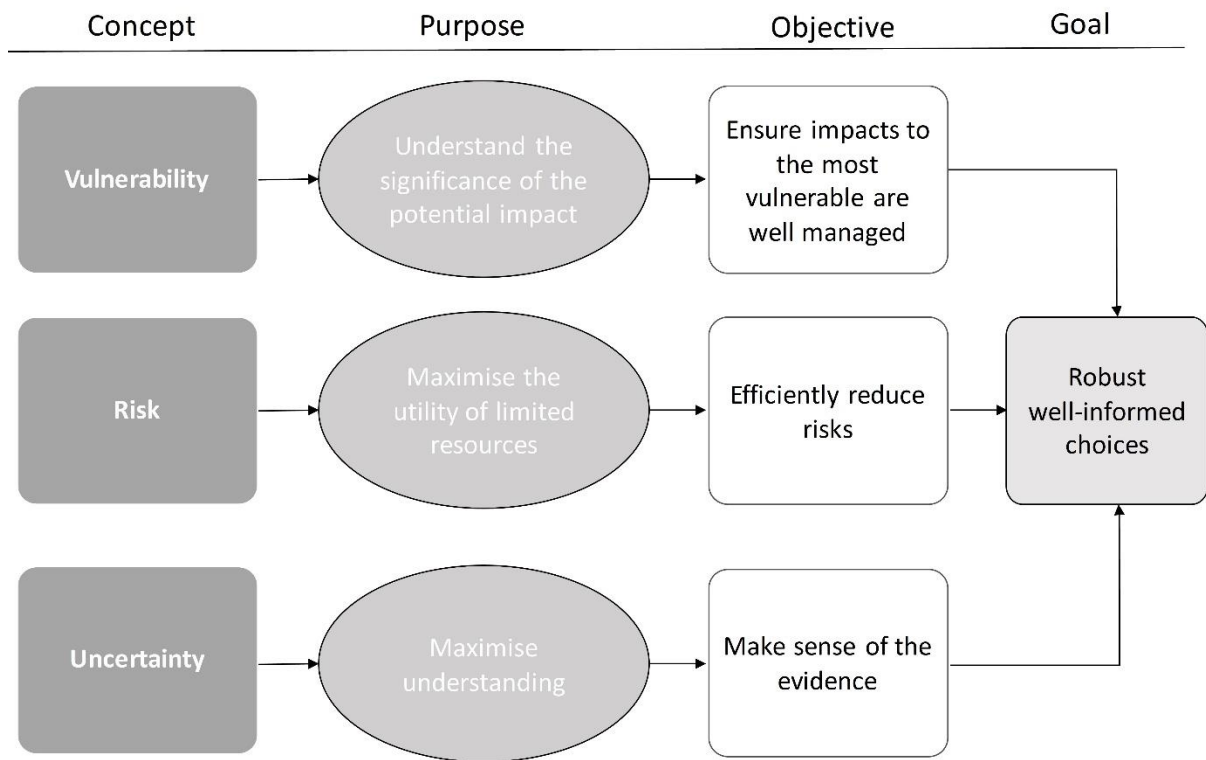 Concept Purpose Objective Goal
Vulnerability
Understand the
significance of the
potential impact
Ensure impacts to
the most
vulnerable are
well managed
Risk
Maximise the
utility of limited
resources
Efficiently reduce
risks
Robust
well-informed
choices
Uncertainty
Maximise
understanding
Make sense of the
evidence